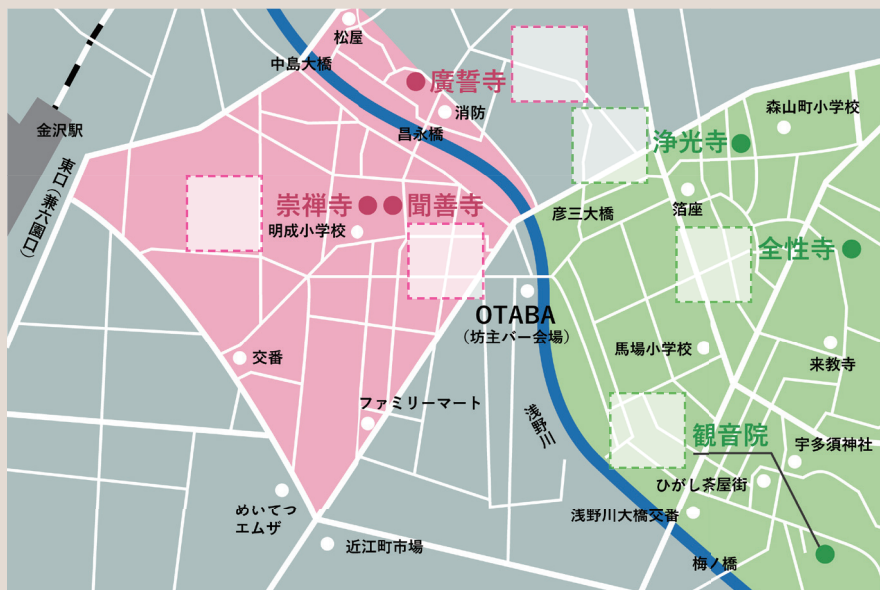 松屋
中島大橋
廣誓寺
消防
昌永橋
金沢駅
東口(兼六園口)
森山町小学校
浄光寺
崇禅寺
聞善寺
明成小学校
彦三大橋
箔座
全性寺
OTABA
(坊主バー会場)
馬場小学校
来教寺
交番
ファミリーマート
浅野川
観音院
宇多須神社
ひがし茶屋街
めいてつ
エムザ
浅野川大橋交番
近江町市場
梅ノ橋